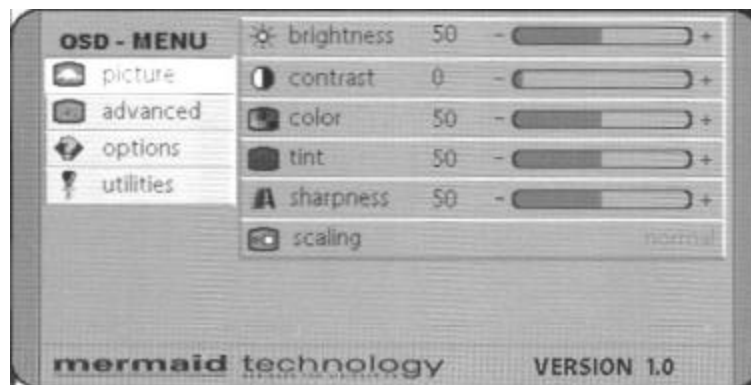 OSD - MENU
picture
advanced
options
utilities
brightness 50 - +
contrast 0 - +
color 50 - +
tint 50 - +
sharpness 50 - +
scaling normal
mermaid technology
VERSION 1.0